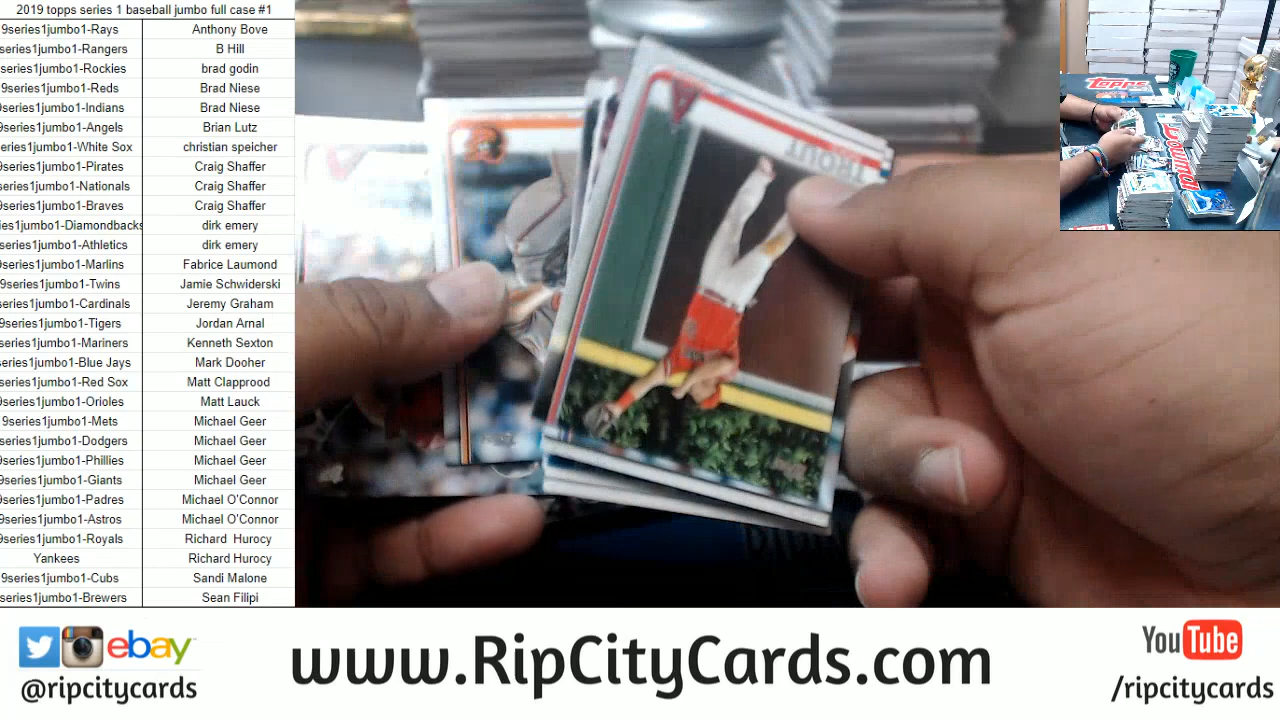 2019 topps series 1 baseball jumbo full case #1
9series1jumbo1-Rays Anthony Bove
series1jumbo1-Rangers B Hill
series1jumbo1-Rockies brad godin
9series1jumbo1-Reds Brad Niese
9series1jumbo1-Indians Brad Niese
9series1jumbo1-Angels Brian Lutz
series1jumbo1-White Sox christian speicher
9series1jumbo1-Pirates Craig Shaffer
series1jumbo1-Nationals Craig Shaffer
9series1jumbo1-Braves Craig Shaffer
ies1jumbo1-Diamondbacks dirk emery
series1jumbo1-Athletics dirk emery
9series1jumbo1-Marlins Fabrice Laumond
9series1jumbo1-Twins Jamie Schwiderski
series1jumbo1-Cardinals Jeremy Graham
9series1jumbo1-Tigers Jordan Arnal
series1jumbo1-Mariners Kenneth Sexton
series1jumbo1-Blue Jays Mark Dooher
series1jumbo1-Red Sox Matt Clapprood
series1jumbo1-Orioles Matt Lauck
9series1jumbo1-Mets Michael Geer
series1jumbo1-Dodgers Michael Geer
9series1jumbo1-Phillies Michael Geer
9series1jumbo1-Giants Michael Geer
series1jumbo1-Padres Michael O'Connor
9series1jumbo1-Astros Michael O'Connor
9series1jumbo1-Royals Richard Hurocy
Yankees Richard Hurocy
9series1jumbo1-Cubs Sandi Malone
series1jumbo1-Brewers Sean Filipi
TROUT
Topps
Bowman
ebay
@ripcitycards
www.RipCityCards.com
YouTube
/ripcitycards